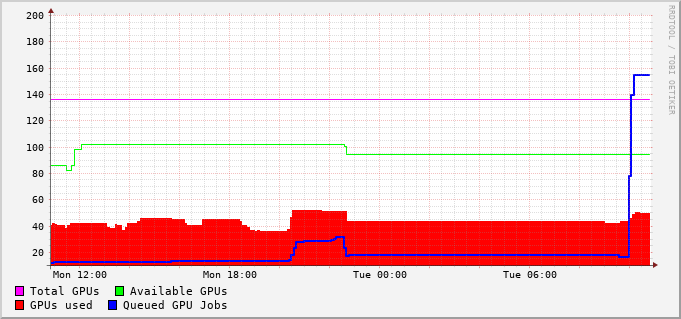 RRDTOOL / TOBI OETIKER
200
180
160
140
120
100
80
60
40
20
Mon 12:00 Mon 18:00 Tue 00:00 Tue 06:00
Total GPUs Available GPUs
GPUs used Queued GPU Jobs